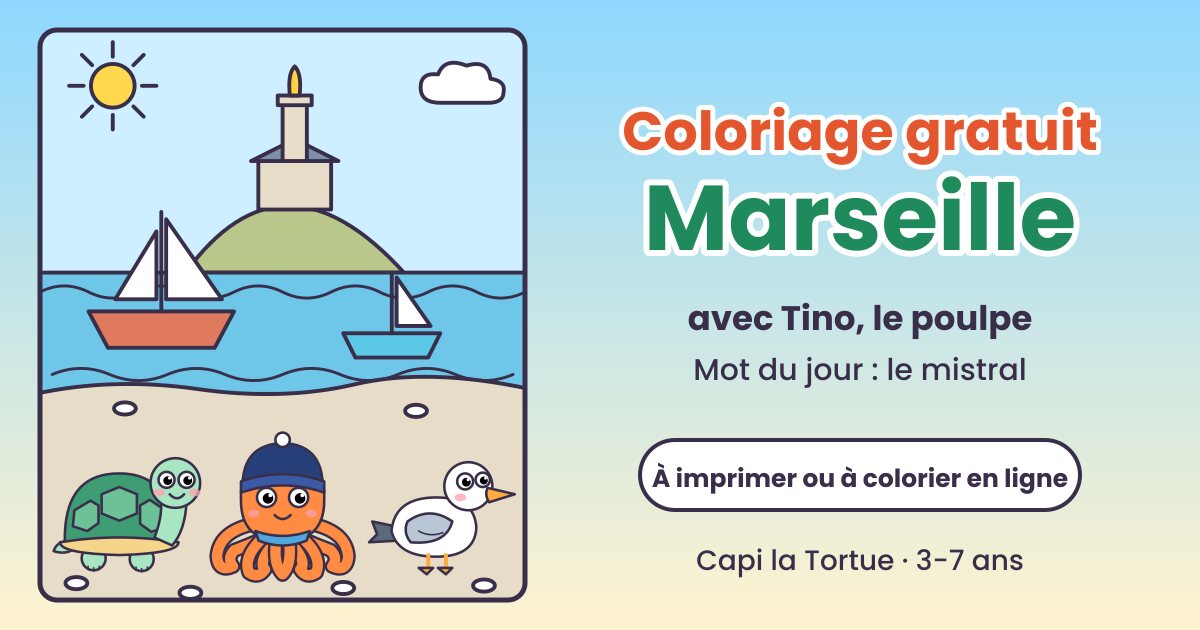 Coloriage gratuit
Marseille
avec Tino, le poulpe
Mot du jour : le mistral
À imprimer ou à colorier en ligne
Capi la Tortue · 3-7 ans